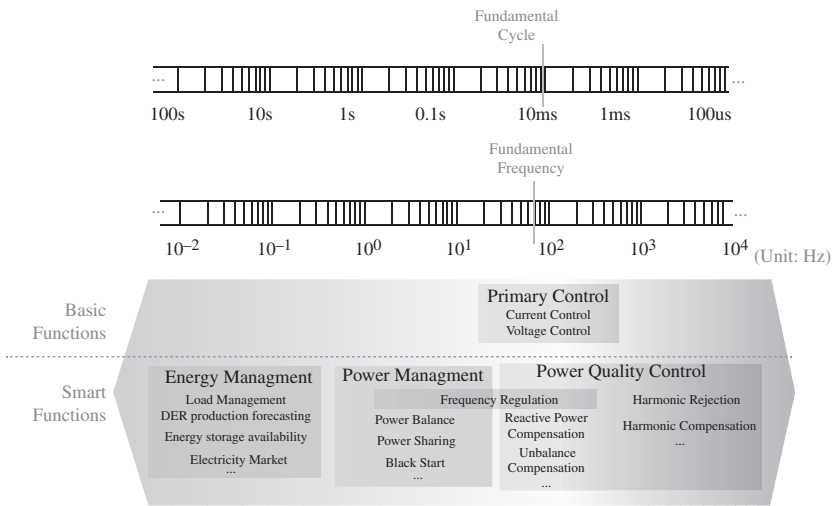 Fundamental
Cycle
...
...
100s 10s 1s 0.1s 10ms 1ms 100us
Fundamental
Frequency
...
...
10⁻² 10⁻¹ 10⁰ 10¹ 10² 10³ 10⁴ (Unit: Hz)
Basic
Functions
Primary Control
Current Control
Voltage Control
Smart
Functions
Energy Managment
Load Management
DER production forecasting
Energy storage availability
Electricity Market
...
Power Managment
Frequency Regulation
Power Balance
Power Sharing
Black Start
...
Power Quality Control
Reactive Power
Compensation
Unbalance
Compensation
...
Harmonic Rejection
Harmonic Compensation
...